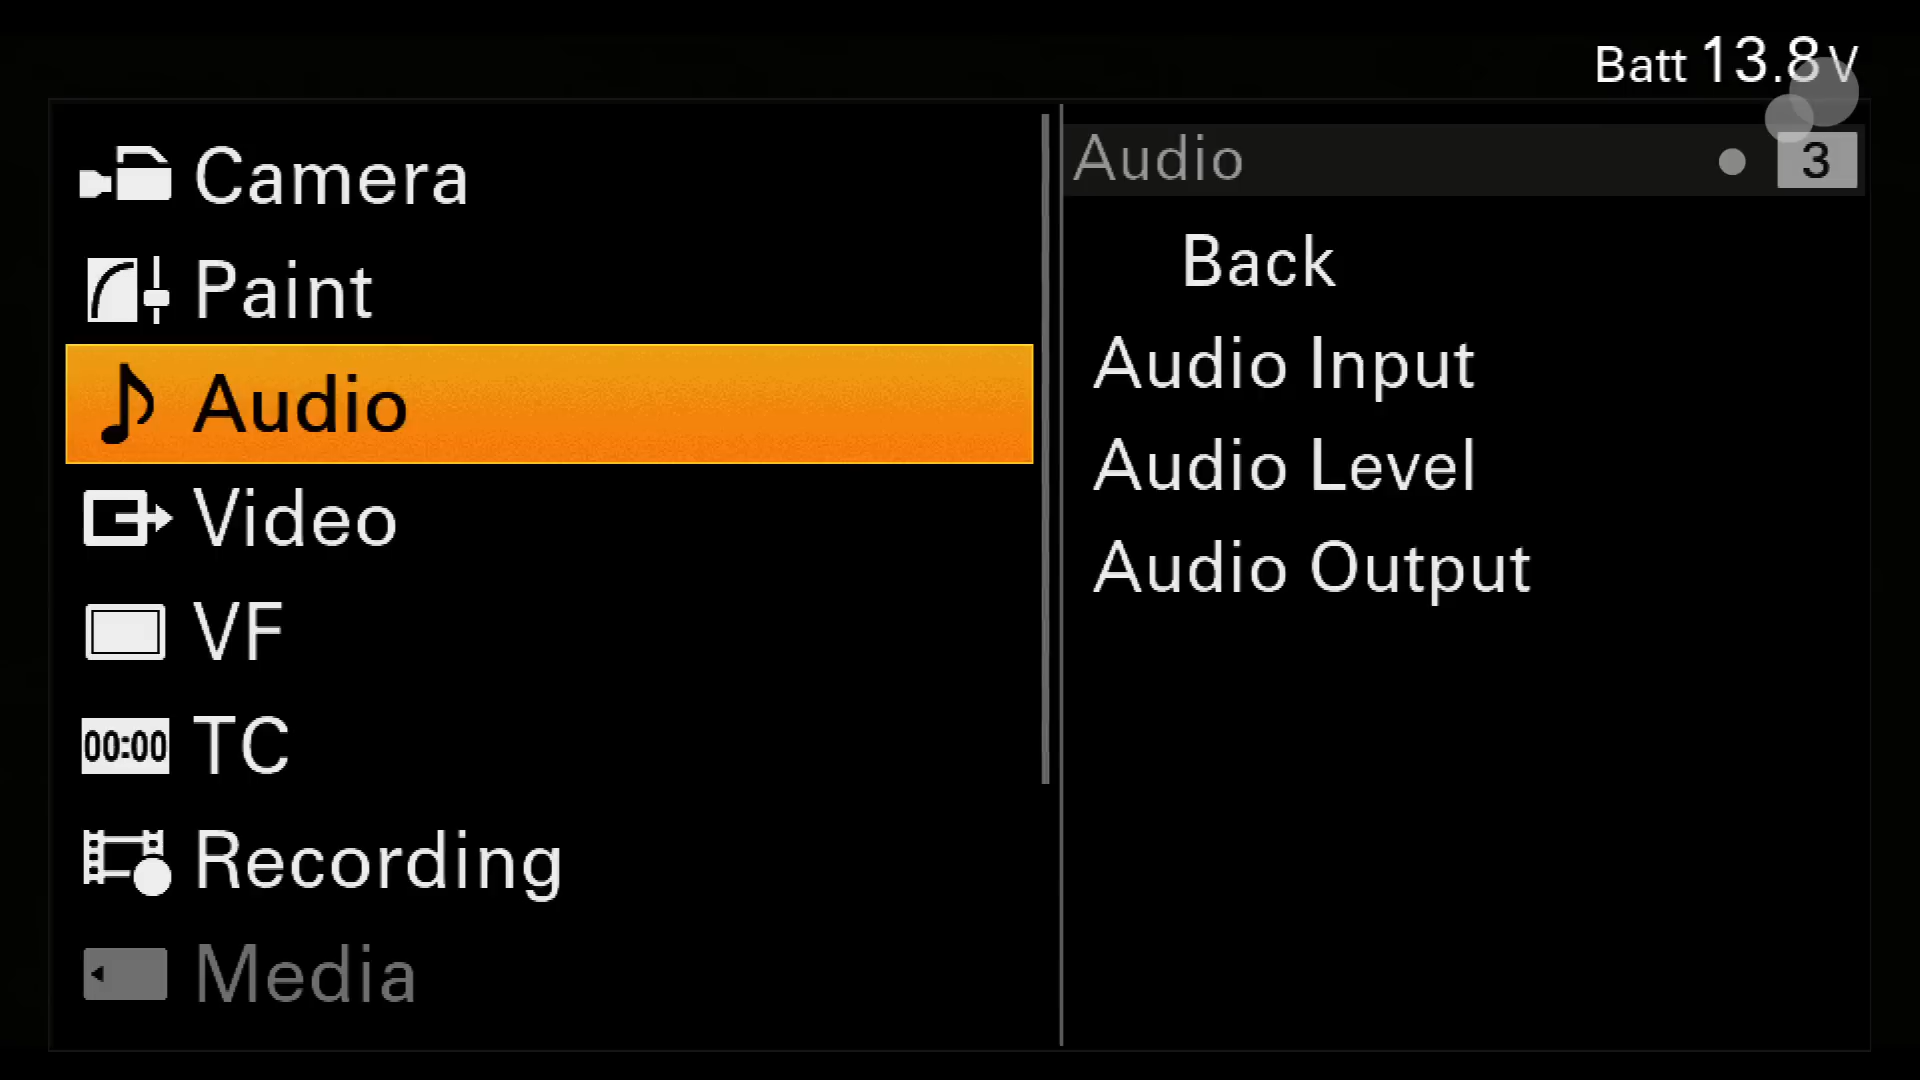 Batt 13.8V
Camera
Paint
Audio
Video
VF
00:00 TC
Recording
Media
Audio 3
Back
Audio Input
Audio Level
Audio Output